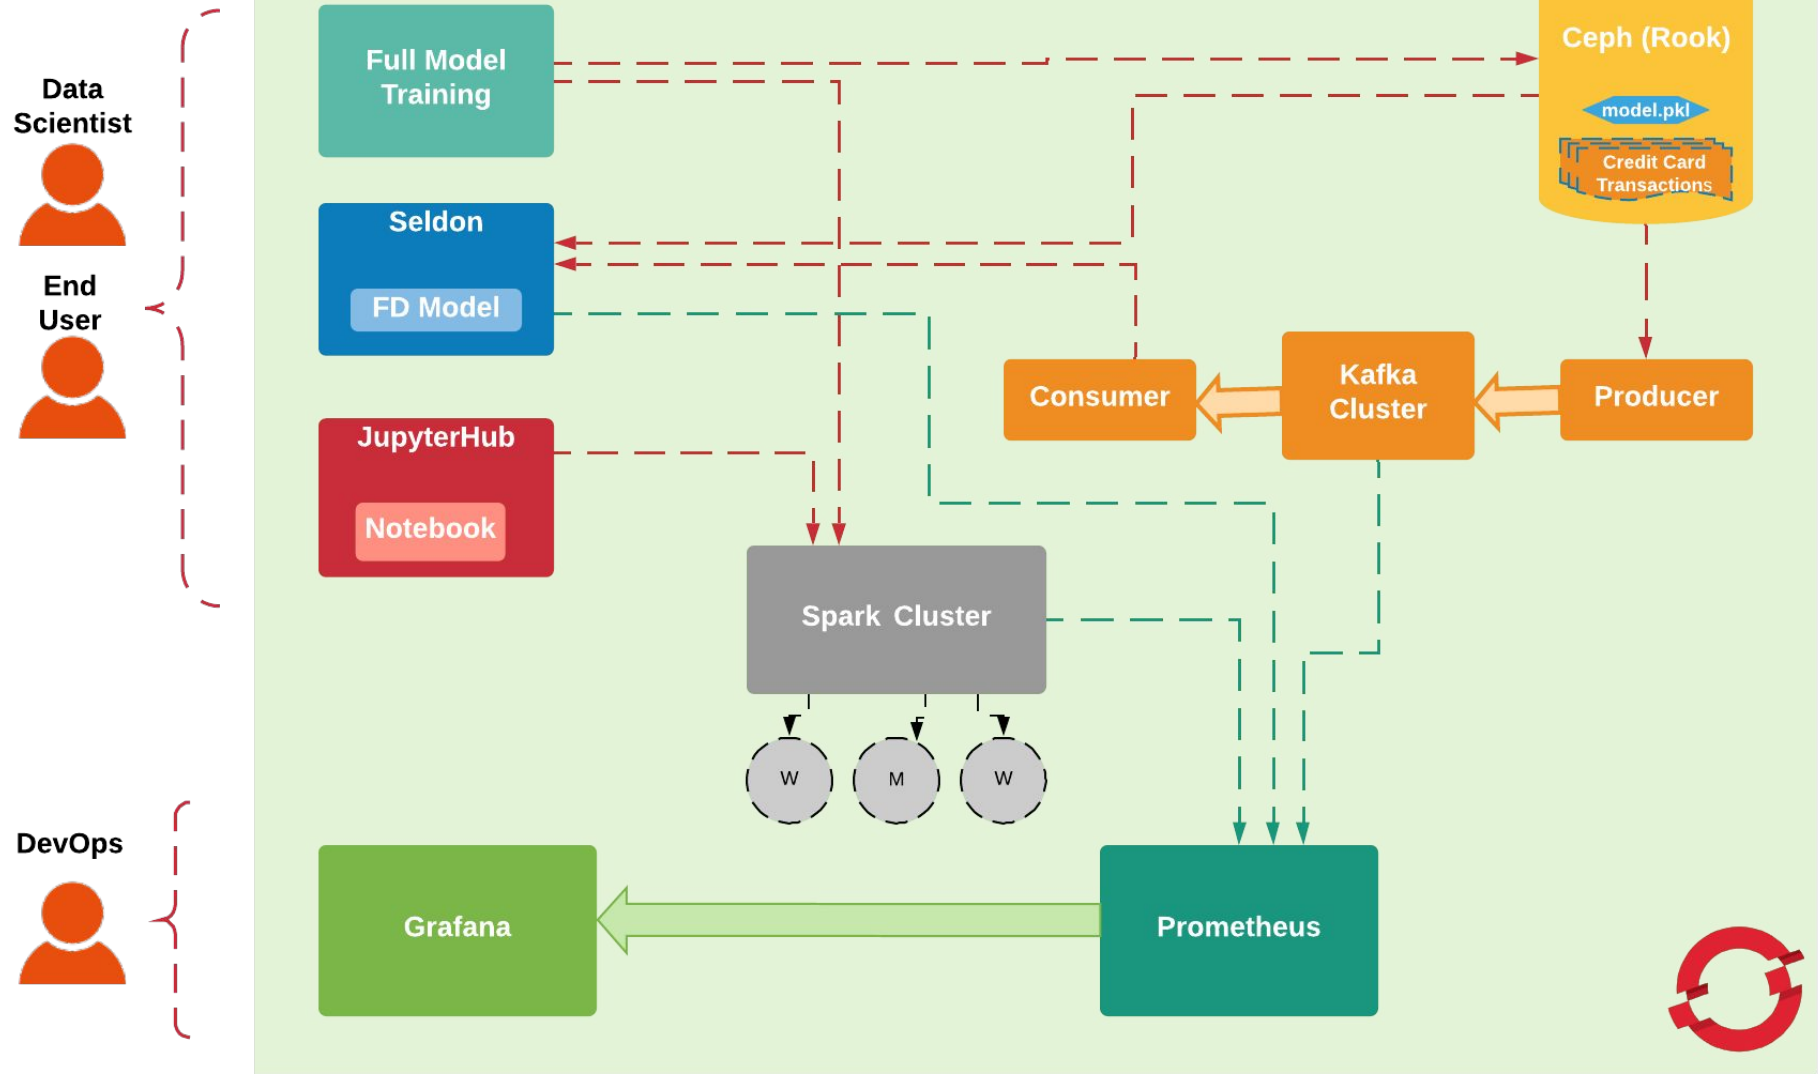 Data
Scientist
End
User
DevOps
Full Model
Training
Seldon
FD Model
JupyterHub
Notebook
Ceph (Rook)
model.pkl
Credit Card
Transactions
Consumer
Kafka
Cluster
Producer
Spark Cluster
W
M
W
Grafana
Prometheus